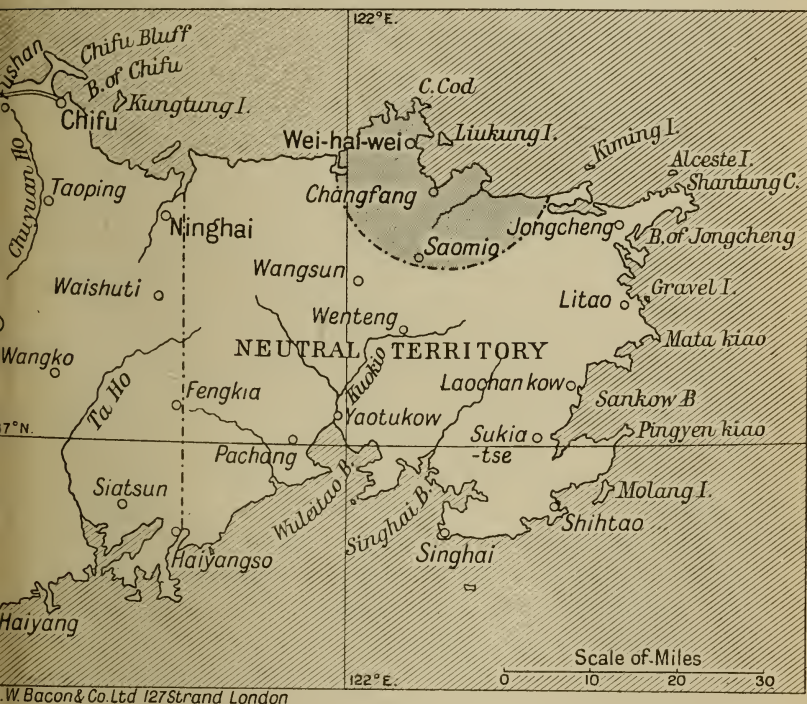 122°E.
Chifu Bluff
B. of Chifu
Kungtung I.
Chifu
C. Cod
Wei-hai-wei
Liukung I.
Kiming I.
Alceste I.
Shantung C.
Chuyuan Ho
Taoping
Changfang
Ninghai
Jongcheng
B. of Jongcheng
Saomig
Wangsun
Waishuti
Gravel I.
Litao
Wenteng
Mata kiao
NEUTRAL TERRITORY
Wangko
Kuokio
Laochan kow
Ta Ho
Fengkia
Sankow B
Yaotukow
7°N.
Pingyen kiao
Sukia
-tse
Pachang
Siatsun
Wuleitao B.
Singhai B.
Molang I.
Shihtao
Haiyangso
Singhai
Haiyang
Scale of Miles
0 10 20 30
122°E.
.W. Bacon & Co. Ltd 127 Strand London